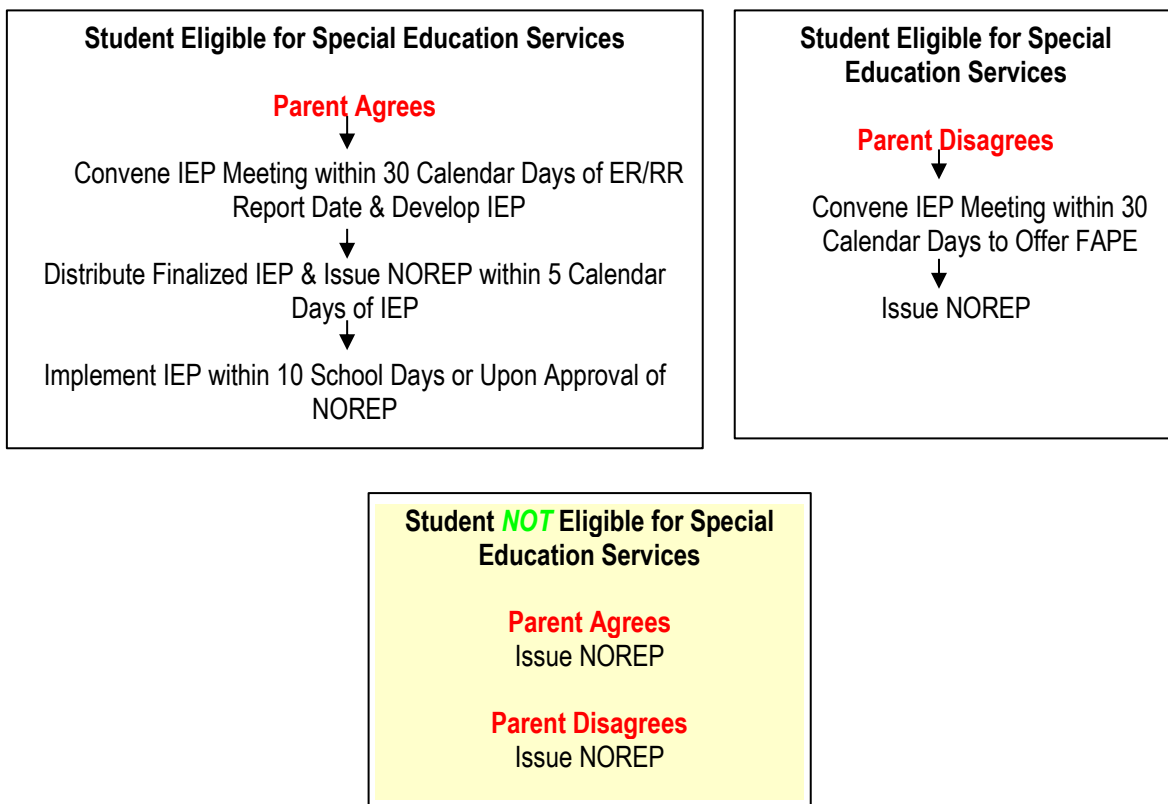 Student Eligible for Special Education Services
Parent Agrees
Convene IEP Meeting within 30 Calendar Days of ER/RR
Report Date & Develop IEP
Distribute Finalized IEP & Issue NOREP within 5 Calendar
Days of IEP
Implement IEP within 10 School Days or Upon Approval of
NOREP
Student Eligible for Special
Education Services
Parent Disagrees
Convene IEP Meeting within 30
Calendar Days to Offer FAPE
Issue NOREP
Student NOT Eligible for Special
Education Services
Parent Agrees
Issue NOREP
Parent Disagrees
Issue NOREP